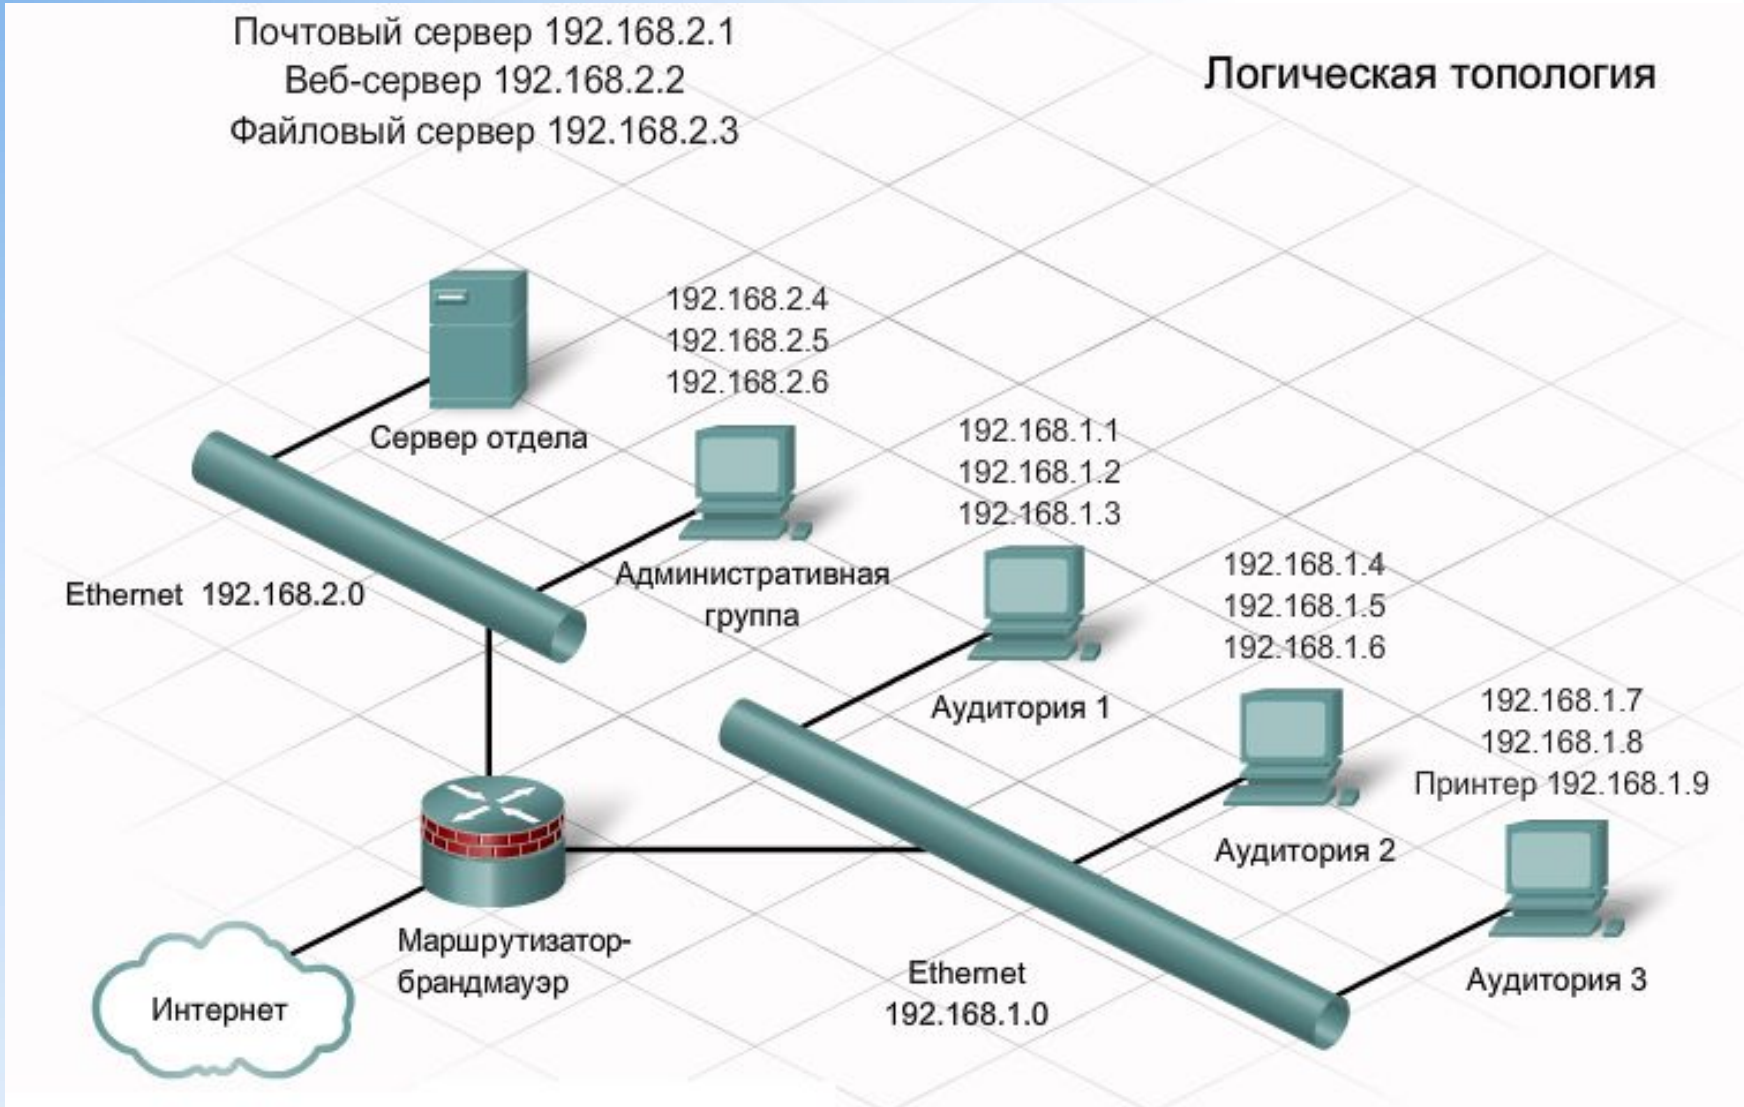 Почтовый сервер 192.168.2.1
Веб-сервер 192.168.2.2
Файловый сервер 192.168.2.3
Логическая топология
192.168.2.4
192.168.2.5
192.168.2.6
Сервер отдела
192.168.1.1
192.168.1.2
192.168.1.3
Административная
группа
Ethernet 192.168.2.0
192.168.1.4
192.168.1.5
192.168.1.6
Аудитория 1
192.168.1.7
192.168.1.8
Принтер 192.168.1.9
Аудитория 2
Маршрутизатор-
брандмауэр
Ethernet
192.168.1.0
Аудитория 3
Интернет